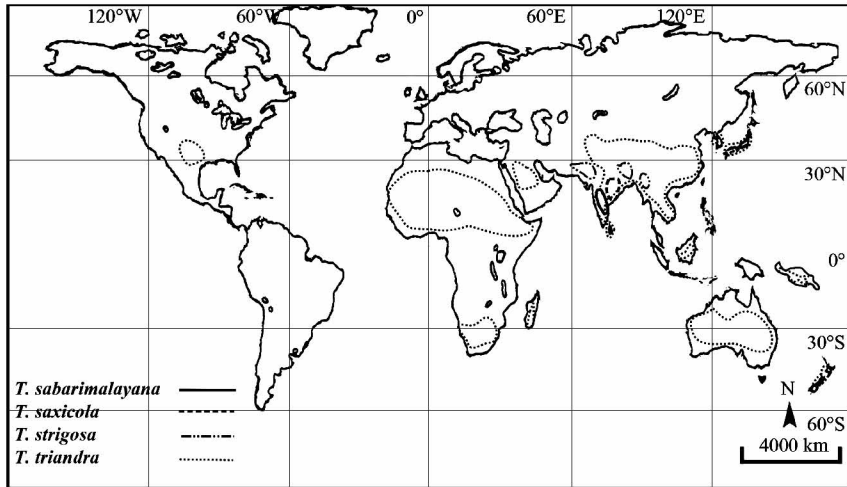 120°W 60°W 0° 60°E 120°E
60°N
30°N
0°
30°S
T. sabarimalayana
N
T. saxicola
60°S
T. strigosa
4000 km
T. triandra